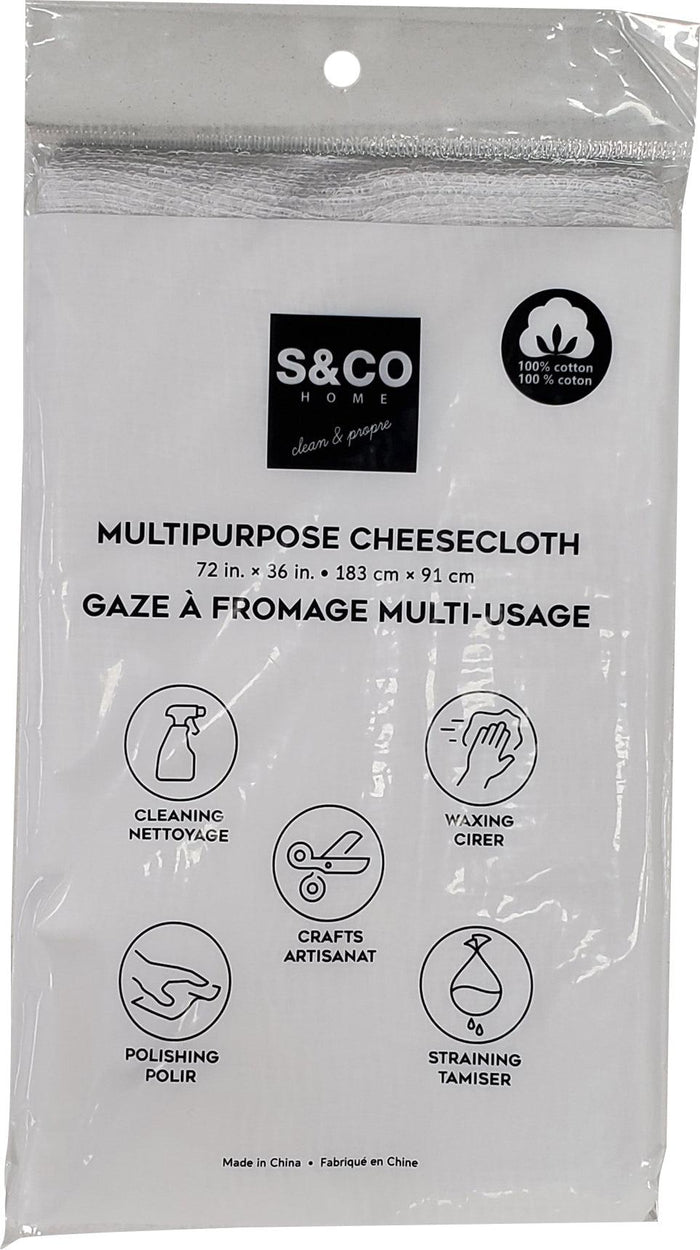 S&CO
HOME
clean & propre
100% cotton
100 % coton
MULTIPURPOSE CHEESECLOTH
72 in. × 36 in. • 183 cm × 91 cm
GAZE À FROMAGE MULTI-USAGE
CLEANING
NETTOYAGE
WAXING
CIRER
CRAFTS
ARTISANAT
POLISHING
POLIR
STRAINING
TAMISER
Made in China • Fabriqué en Chine